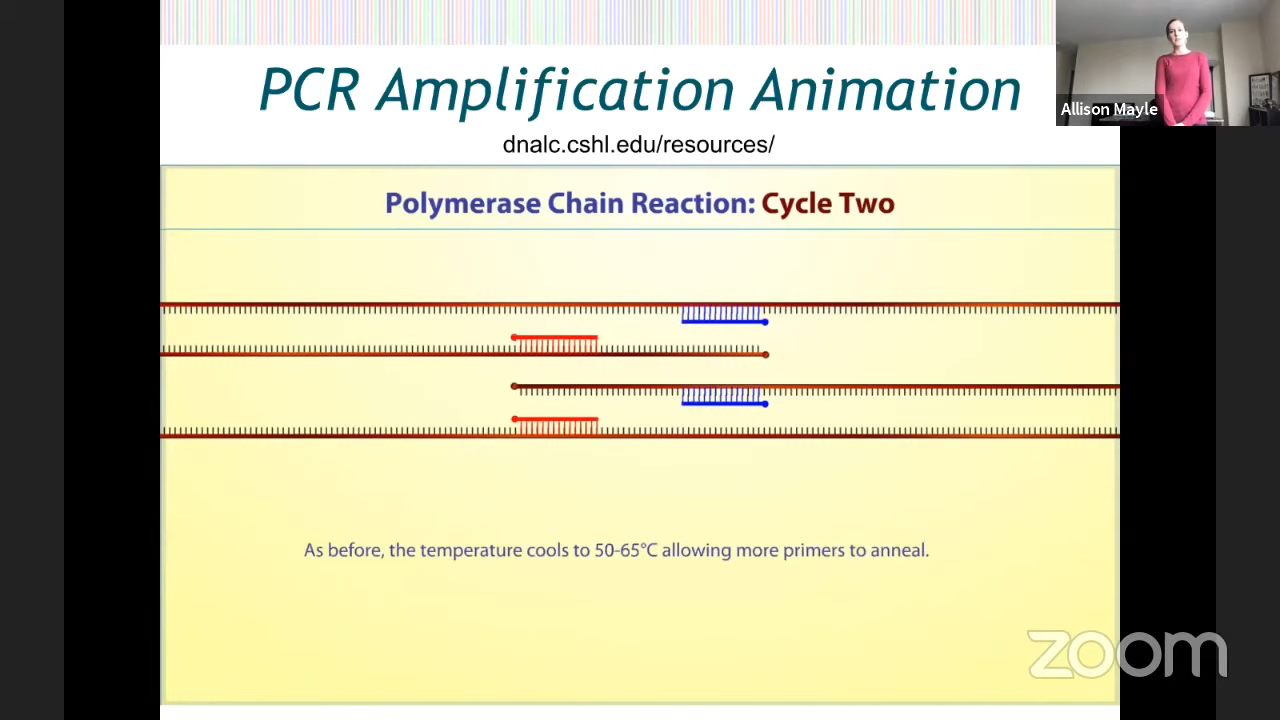 PCR Amplification Animation
Allison Mayle
dnalc.cshl.edu/resources/
Polymerase Chain Reaction: Cycle Two
As before, the temperature cools to 50-65°C allowing more primers to anneal.
zoom